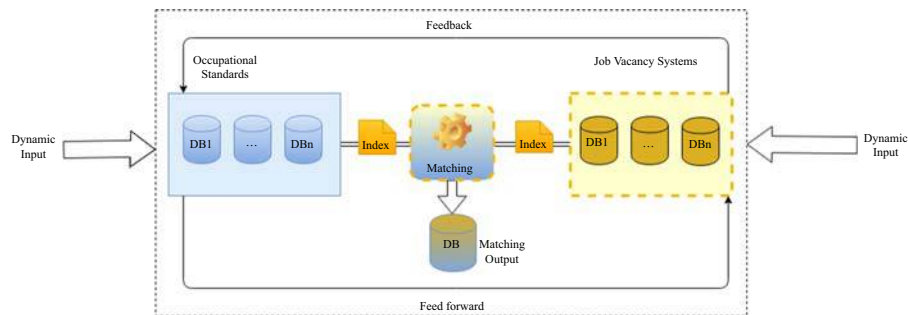 Feedback
Occupational
Standards
Job Vacancy Systems
Dynamic
Input
DB1
...
DBn
Index
Matching
Index
DB1
...
DBn
Dynamic
Input
DB
Matching
Output
Feed forward